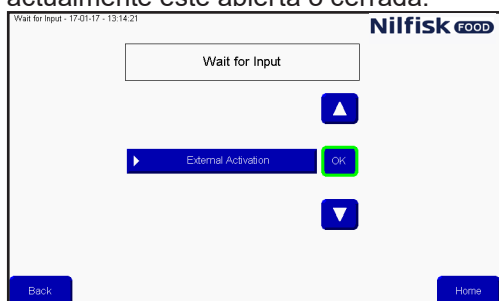 actualmente esté abierta o cerrada.
Wait for Input - 17-01-17 - 13:14:21
Nilfisk FOOD
Wait for Input
External Activation
OK
Back
Home